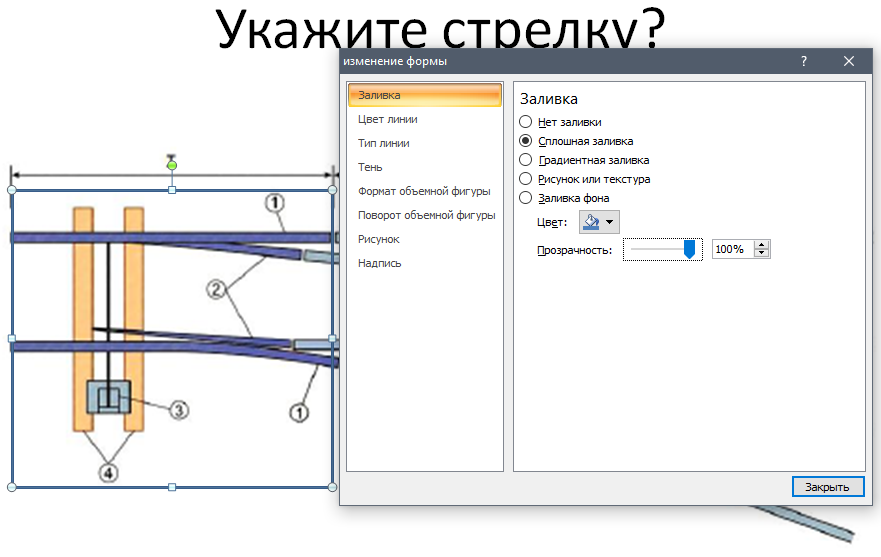 Укажите стрелку?
изменение формы
?
Заливка
Цвет линии
Тип линии
Тень
Формат объемной фигуры
Поворот объемной фигуры
Рисунок
Надпись
Заливка
Нет заливки
Сплошная заливка
Градиентная заливка
Рисунок или текстура
Заливка фона
Цвет:
Прозрачность:
100%
Закрыть
1
2
3
1
4